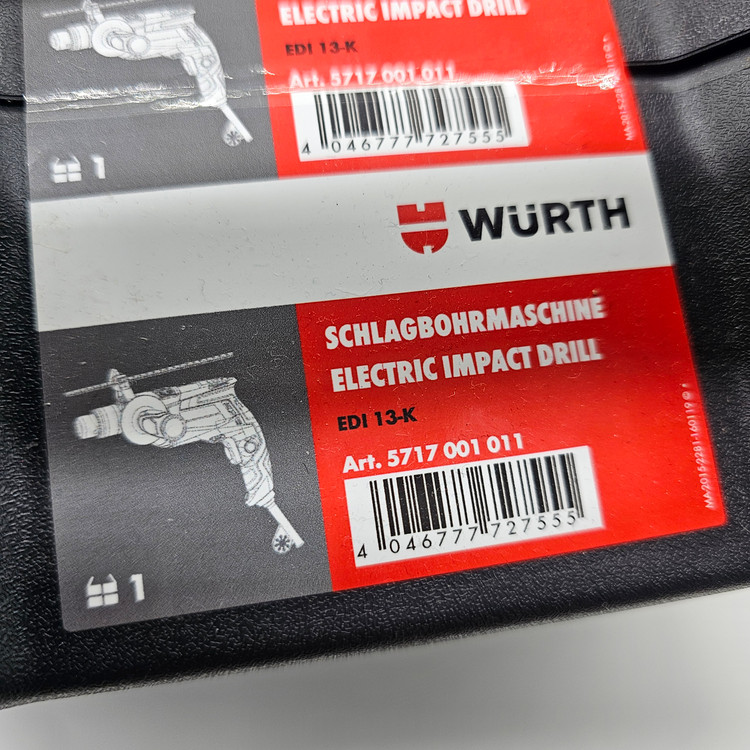 ELECTRIC IMPACT DRILL
EDI 13-K
Art. 5717 001 011
4 046777 727555
1
WÜRTH
SCHLAGBOHRMASCHINE
ELECTRIC IMPACT DRILL
EDI 13-K
Art. 5717 001 011
4 046777 727555
1